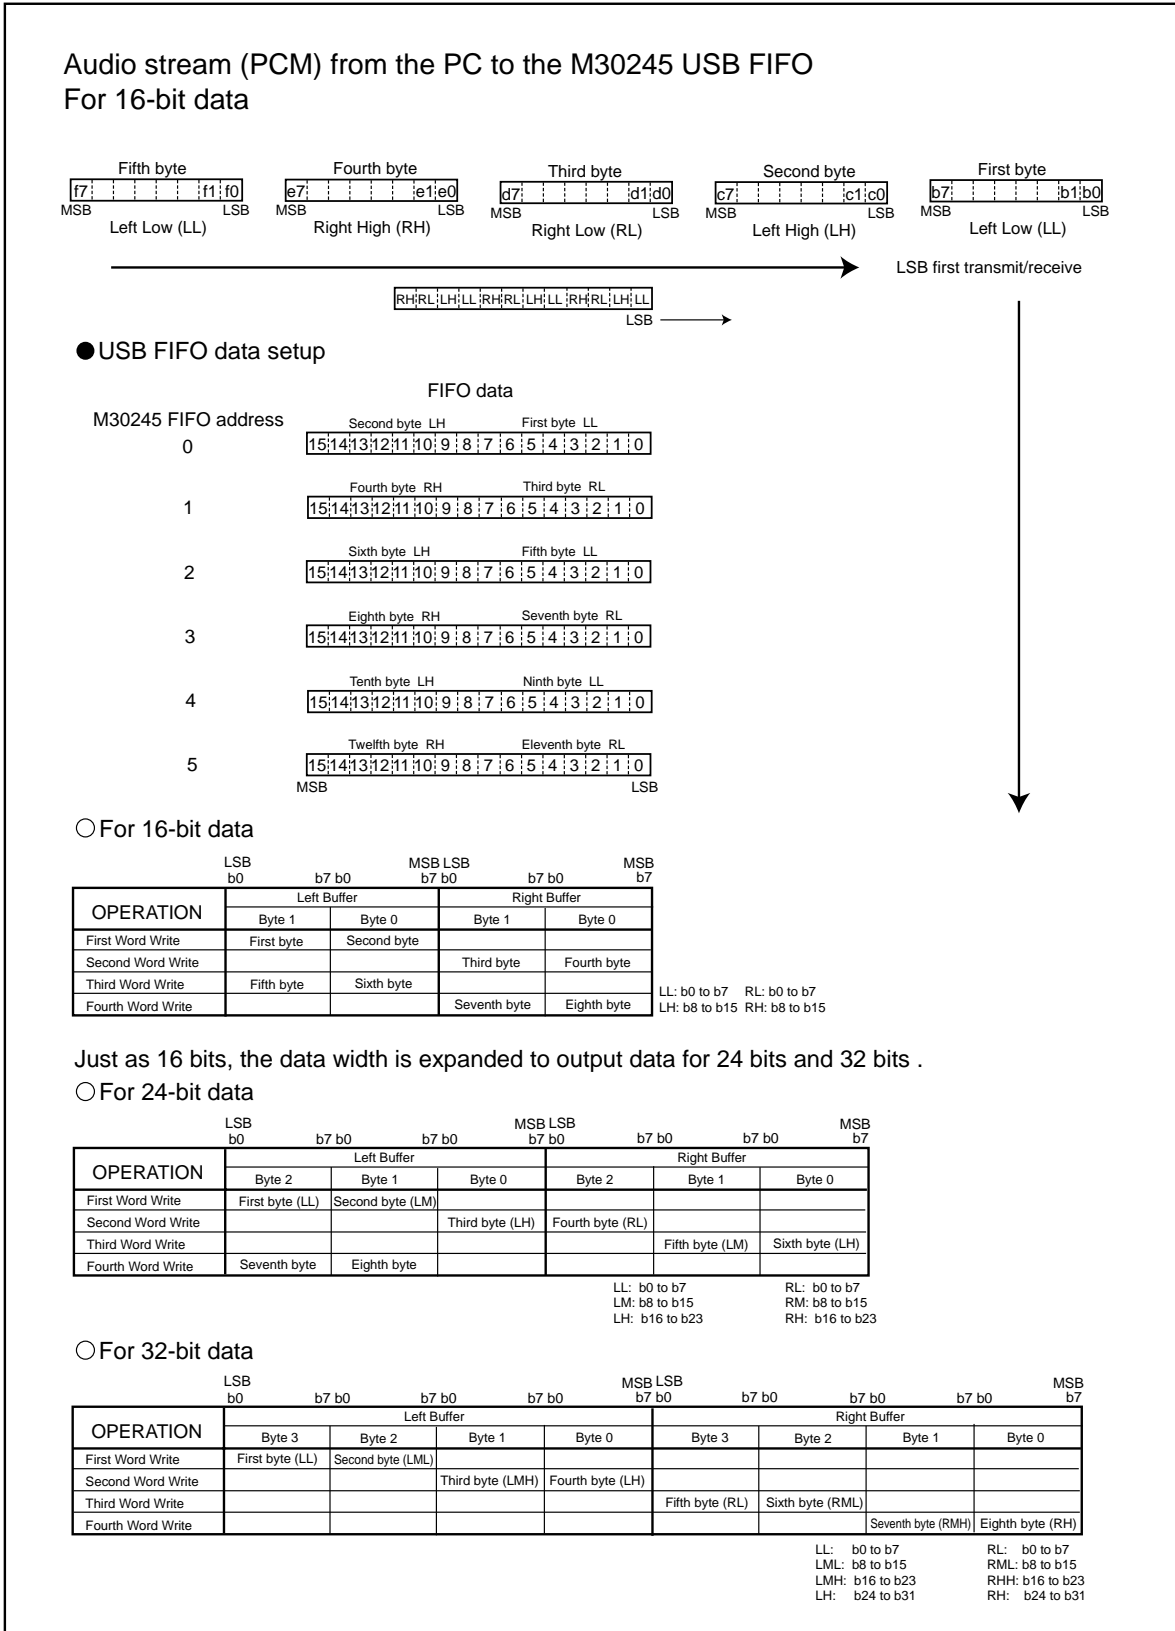 Audio stream (PCM) from the PC to the M30245 USB FIFO
For 16-bit data
Fifth byte Fourth byte Third byte Second byte First byte
f7 f1 f0 e7 e1 e0 d7 d1 d0 c7 c1 c0 b7 b1 b0
MSB LSB MSB LSB MSB LSB MSB LSB MSB LSB
Left Low (LL) Right High (RH) Right Low (RL) Left High (LH) Left Low (LL)
LSB first transmit/receive
RH RL LH LL RH RL LH LL RH RL LH LL
LSB
●USB FIFO data setup
FIFO data
M30245 FIFO address
Second byte LH First byte LL
0 15 14 13 12 11 10 9 8 7 6 5 4 3 2 1 0
Fourth byte RH Third byte RL
1 15 14 13 12 11 10 9 8 7 6 5 4 3 2 1 0
Sixth byte LH Fifth byte LL
2 15 14 13 12 11 10 9 8 7 6 5 4 3 2 1 0
Eighth byte RH Seventh byte RL
3 15 14 13 12 11 10 9 8 7 6 5 4 3 2 1 0
Tenth byte LH Ninth byte LL
4 15 14 13 12 11 10 9 8 7 6 5 4 3 2 1 0
Twelfth byte RH Eleventh byte RL
5 15 14 13 12 11 10 9 8 7 6 5 4 3 2 1 0
MSB LSB
○For 16-bit data
LSB MSB LSB MSB
b0 b7 b0 b7 b0 b7 b0 b7
OPERATION Left Buffer Right Buffer
Byte 1 Byte 0 Byte 1 Byte 0
First Word Write First byte Second byte
Second Word Write Third byte Fourth byte
Third Word Write Fifth byte Sixth byte
Fourth Word Write Seventh byte Eighth byte
LL: b0 to b7 RL: b0 to b7
LH: b8 to b15 RH: b8 to b15
Just as 16 bits, the data width is expanded to output data for 24 bits and 32 bits .
○For 24-bit data
LSB MSB LSB MSB
b0 b7 b0 b7 b0 b7 b0 b7 b0 b7 b0 b7
OPERATION Left Buffer Right Buffer
Byte 2 Byte 1 Byte 0 Byte 2 Byte 1 Byte 0
First Word Write First byte (LL) Second byte (LM)
Second Word Write Third byte (LH) Fourth byte (RL)
Third Word Write Fifth byte (LM) Sixth byte (LH)
Fourth Word Write Seventh byte Eighth byte
LL: b0 to b7 RL: b0 to b7
LM: b8 to b15 RM: b8 to b15
LH: b16 to b23 RH: b16 to b23
○For 32-bit data
LSB MSB LSB MSB
b0 b7 b0 b7 b0 b7 b0 b7 b0 b7 b0 b7 b0 b7 b0 b7
OPERATION Left Buffer Right Buffer
Byte 3 Byte 2 Byte 1 Byte 0 Byte 3 Byte 2 Byte 1 Byte 0
First Word Write First byte (LL) Second byte (LML)
Second Word Write Third byte (LMH) Fourth byte (LH)
Third Word Write Fifth byte (RL) Sixth byte (RML)
Fourth Word Write Seventh byte (RMH) Eighth byte (RH)
LL: b0 to b7 RL: b0 to b7
LML: b8 to b15 RML: b8 to b15
LMH: b16 to b23 RHH: b16 to b23
LH: b24 to b31 RH: b24 to b31